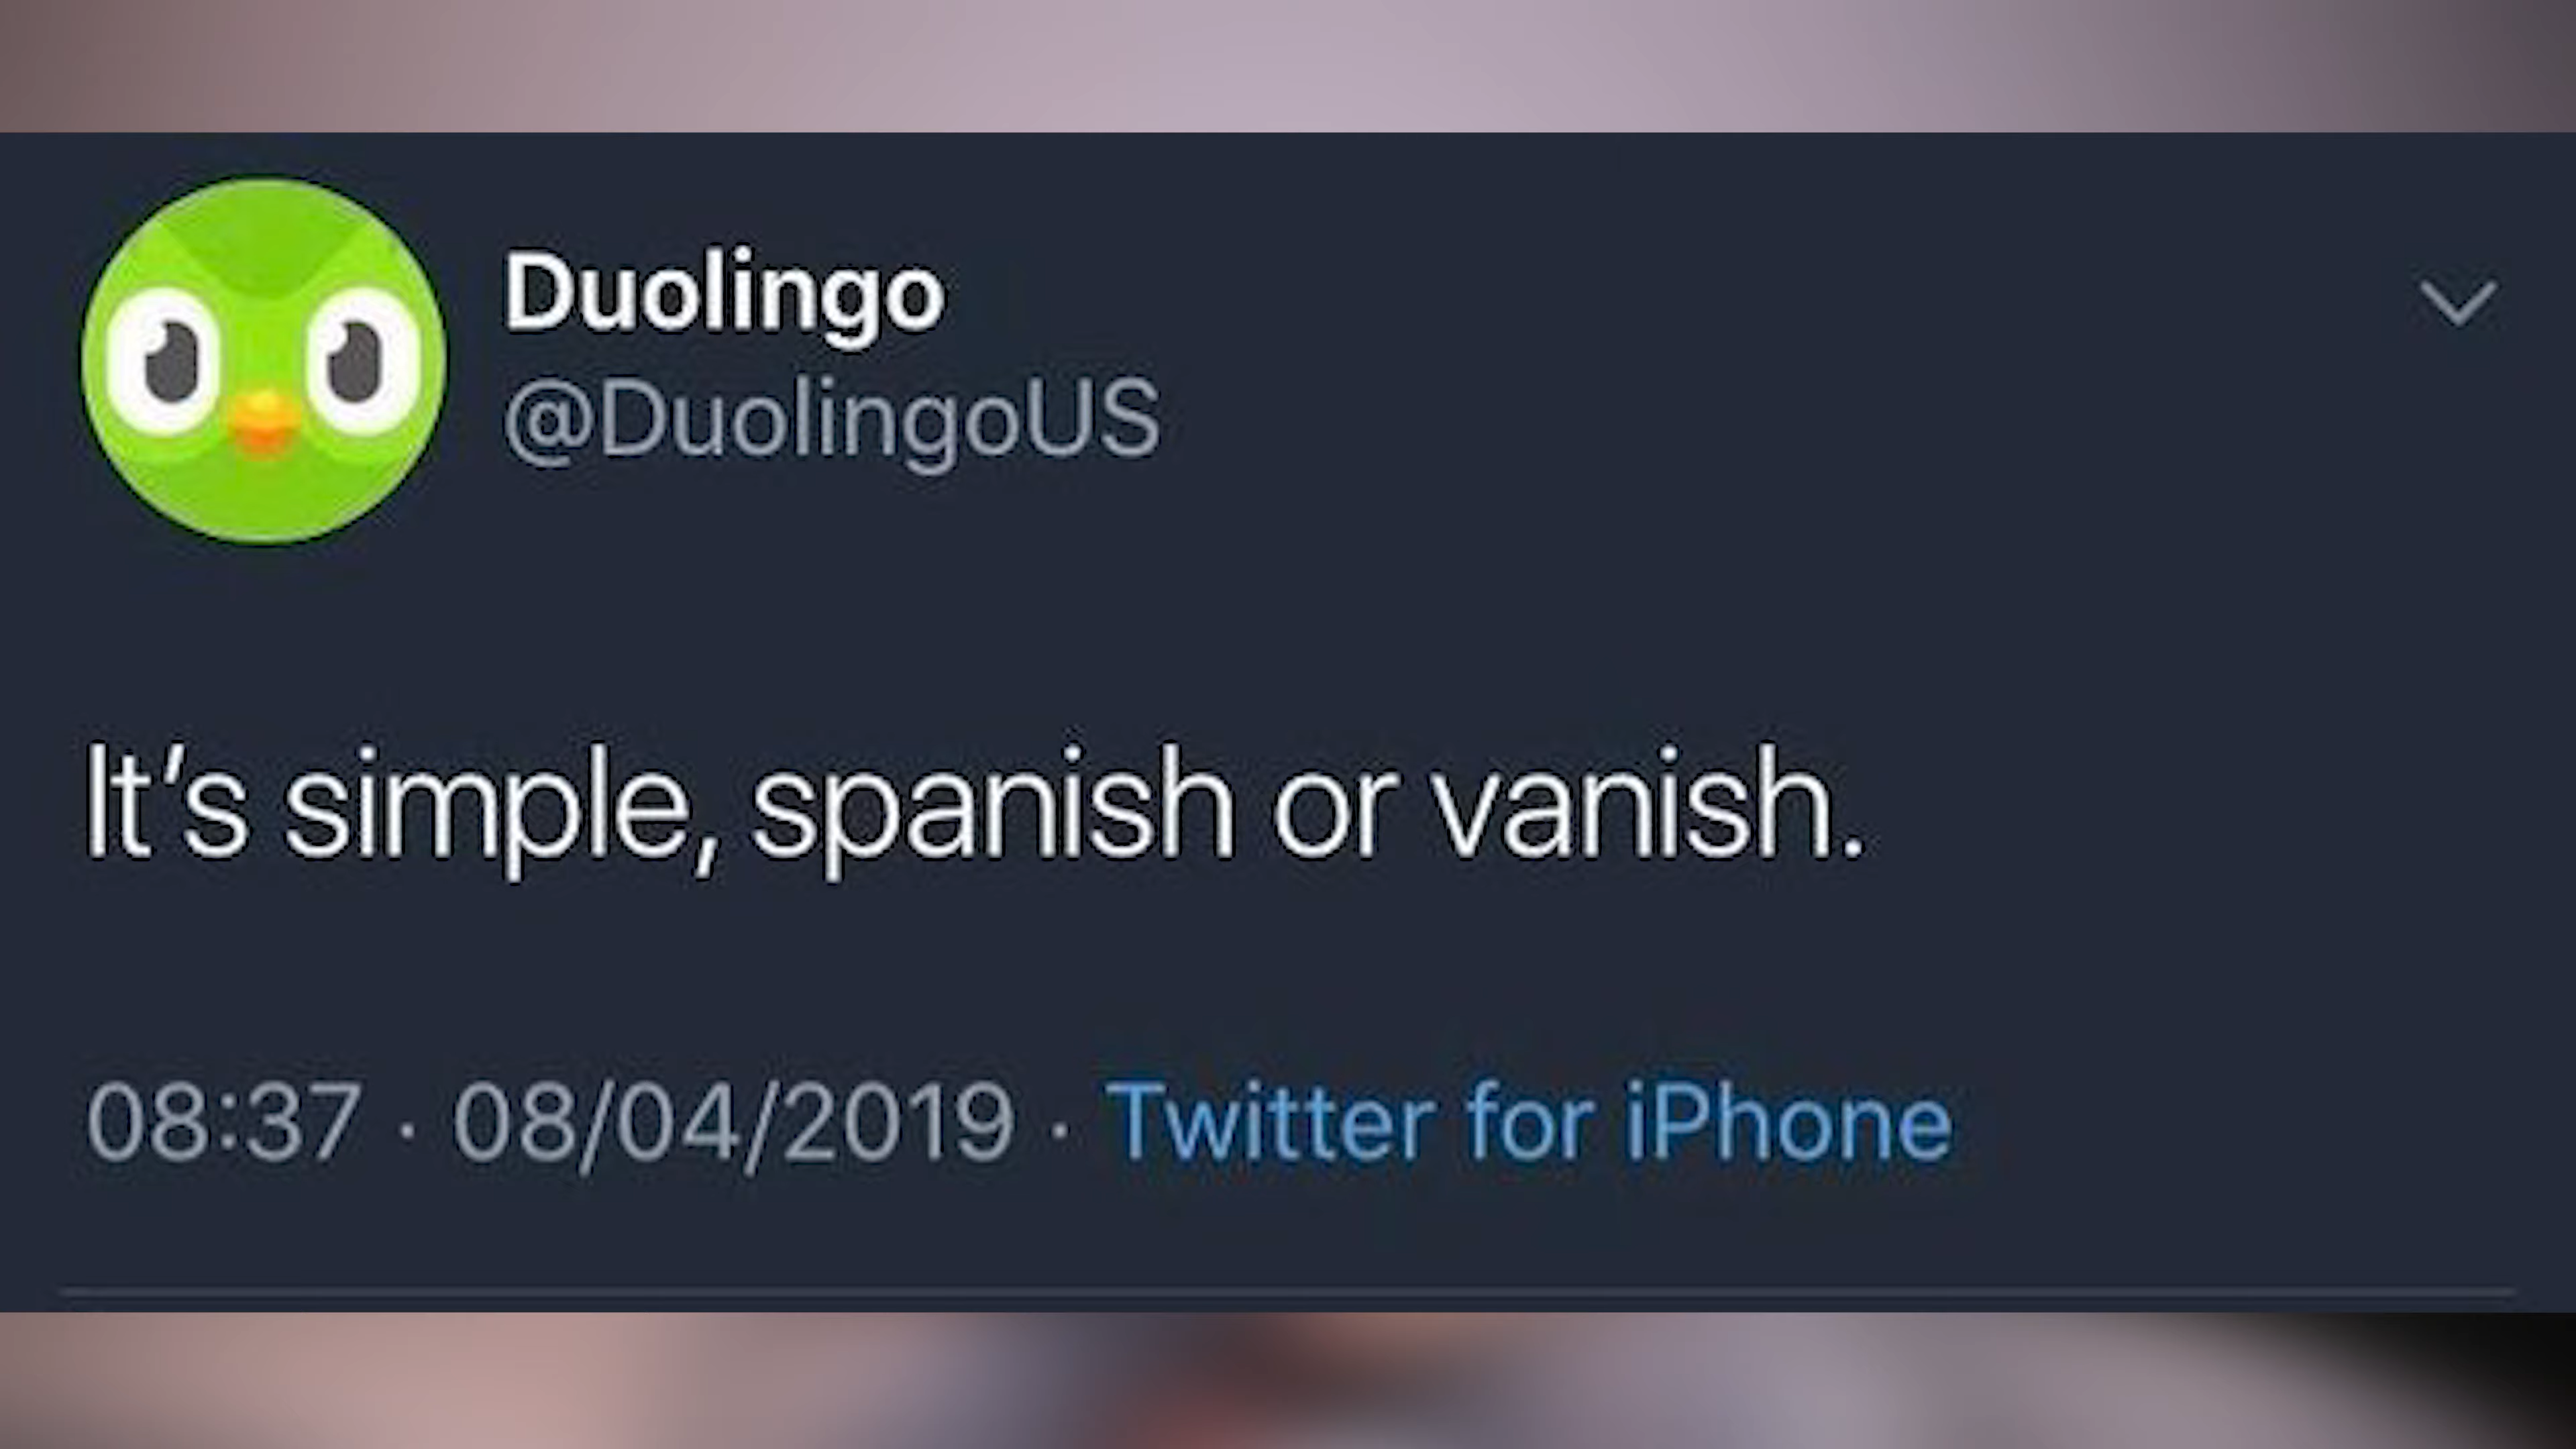 Duolingo
@DuolingoUS
It's simple, spanish or vanish.
08:37 · 08/04/2019 · Twitter for iPhone